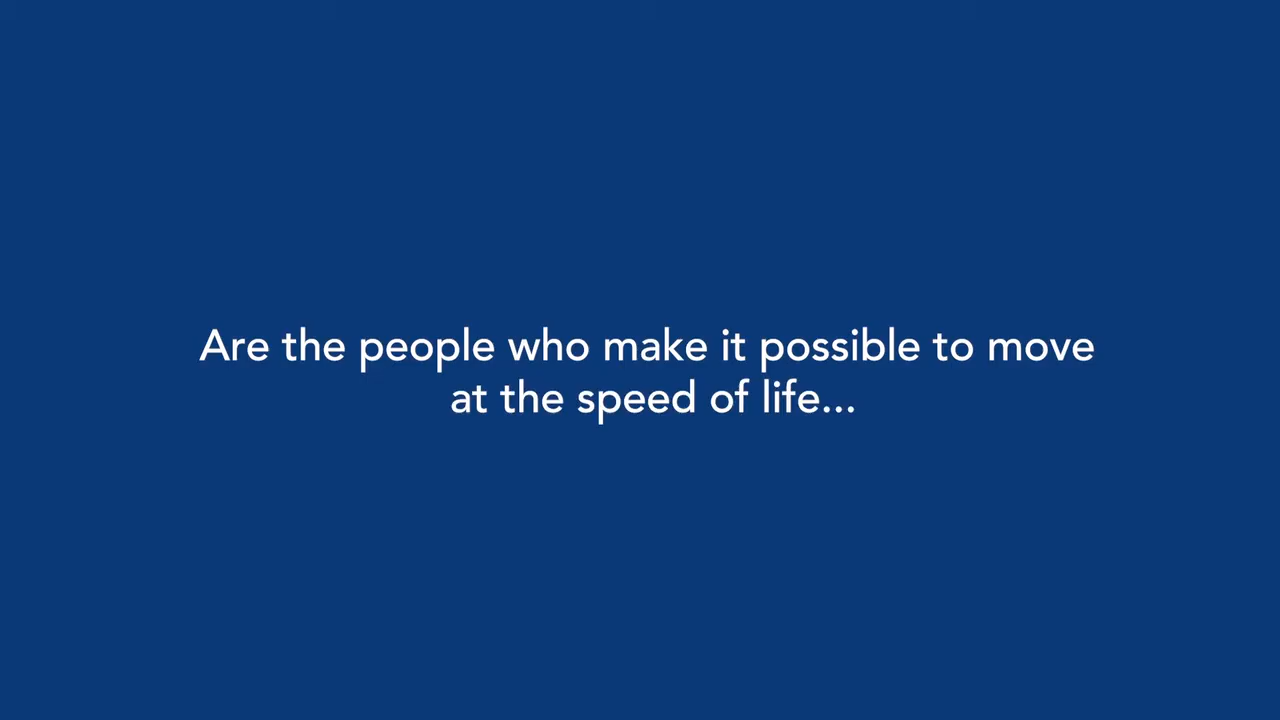 Are the people who make it possible to move
at the speed of life...